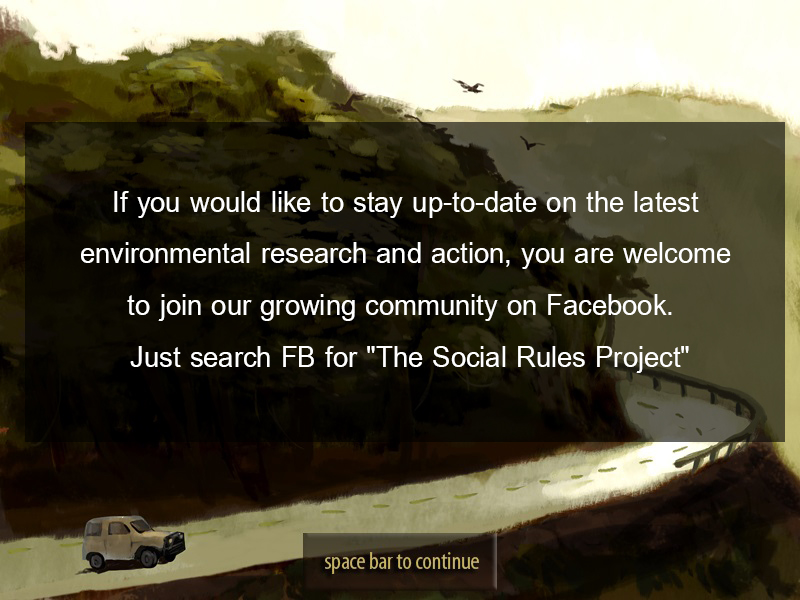 If you would like to stay up-to-date on the latest
environmental research and action, you are welcome
to join our growing community on Facebook.
Just search FB for "The Social Rules Project"
space bar to continue